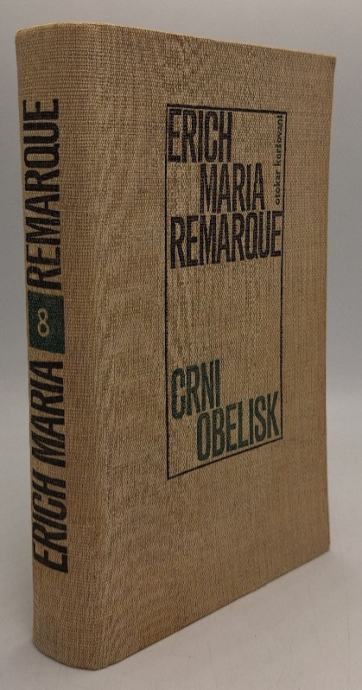 ERICH MARIA 8 REMARQUE
ERICH
MARIA
REMARQUE
otokar keršovani
CRNI
OBELISK